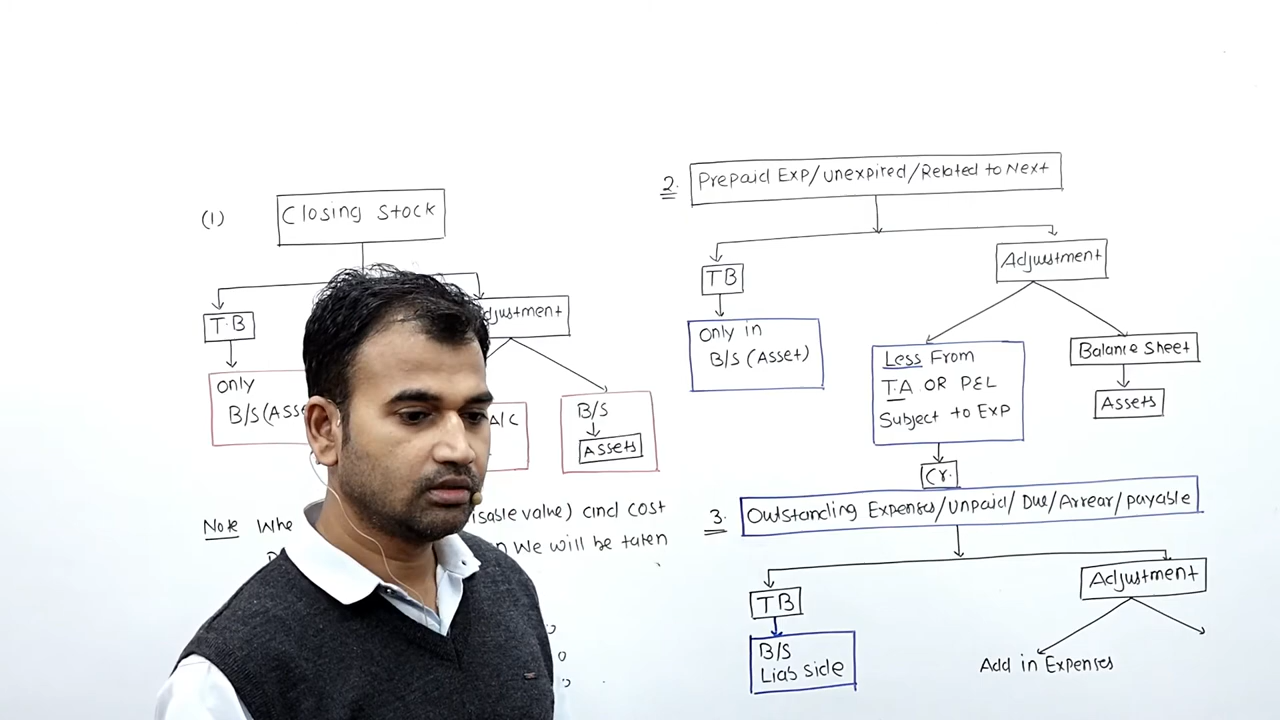 (1) Closing Stock
T.B
only
B/S (Asse
djustment
A/C
B/S
Assets
Note Whe isable value) and cost
n We will be taken
2. Prepaid Exp/unexpired/Related to Next
TB
Only in
B/S (Asset)
Adjustment
Less From
T.A OR P&L
Subject to Exp
Cr.
Balance Sheet
Assets
3. Outstanding Expenses/Unpaid/ Due/Arrear/payable
TB
B/S
Liab side
Adjustment
Add in Expenses